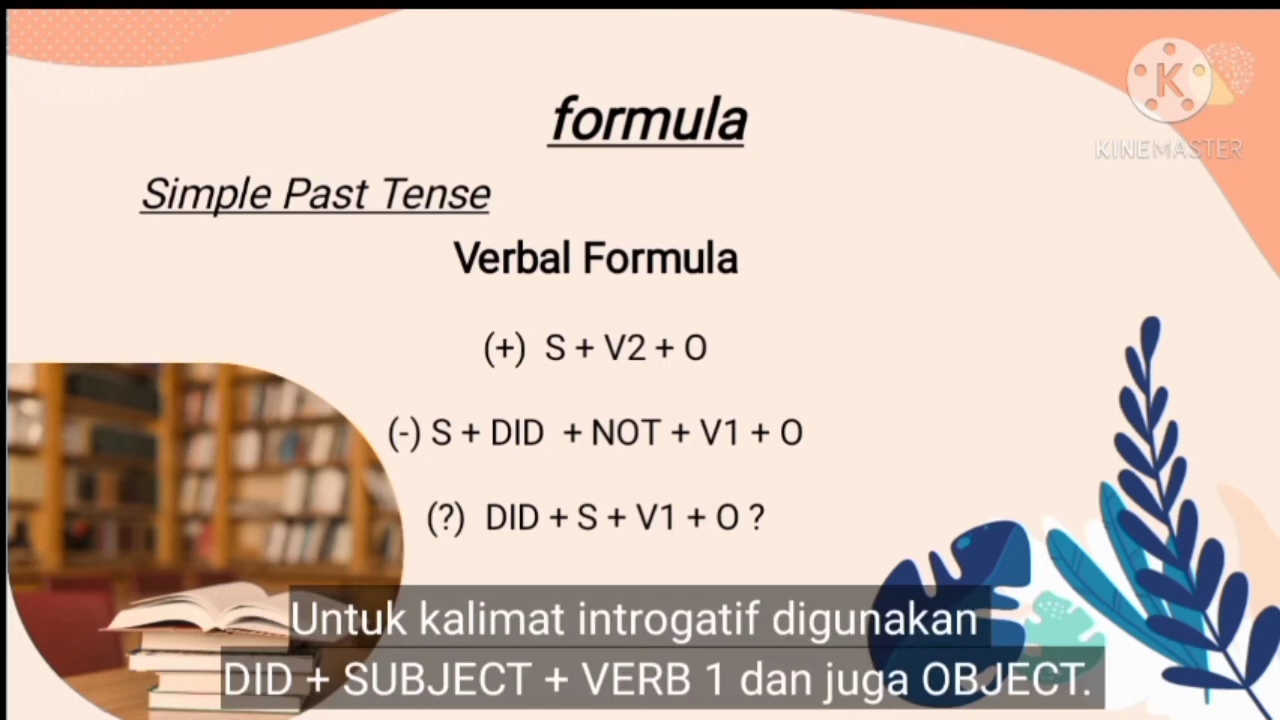 formula
KINEMASTER
Simple Past Tense
Verbal Formula
(+) S + V2 + O
(-) S + DID + NOT + V1 + O
(?) DID + S + V1 + O ?
Untuk kalimat introgatif digunakan
DID + SUBJECT + VERB 1 dan juga OBJECT.